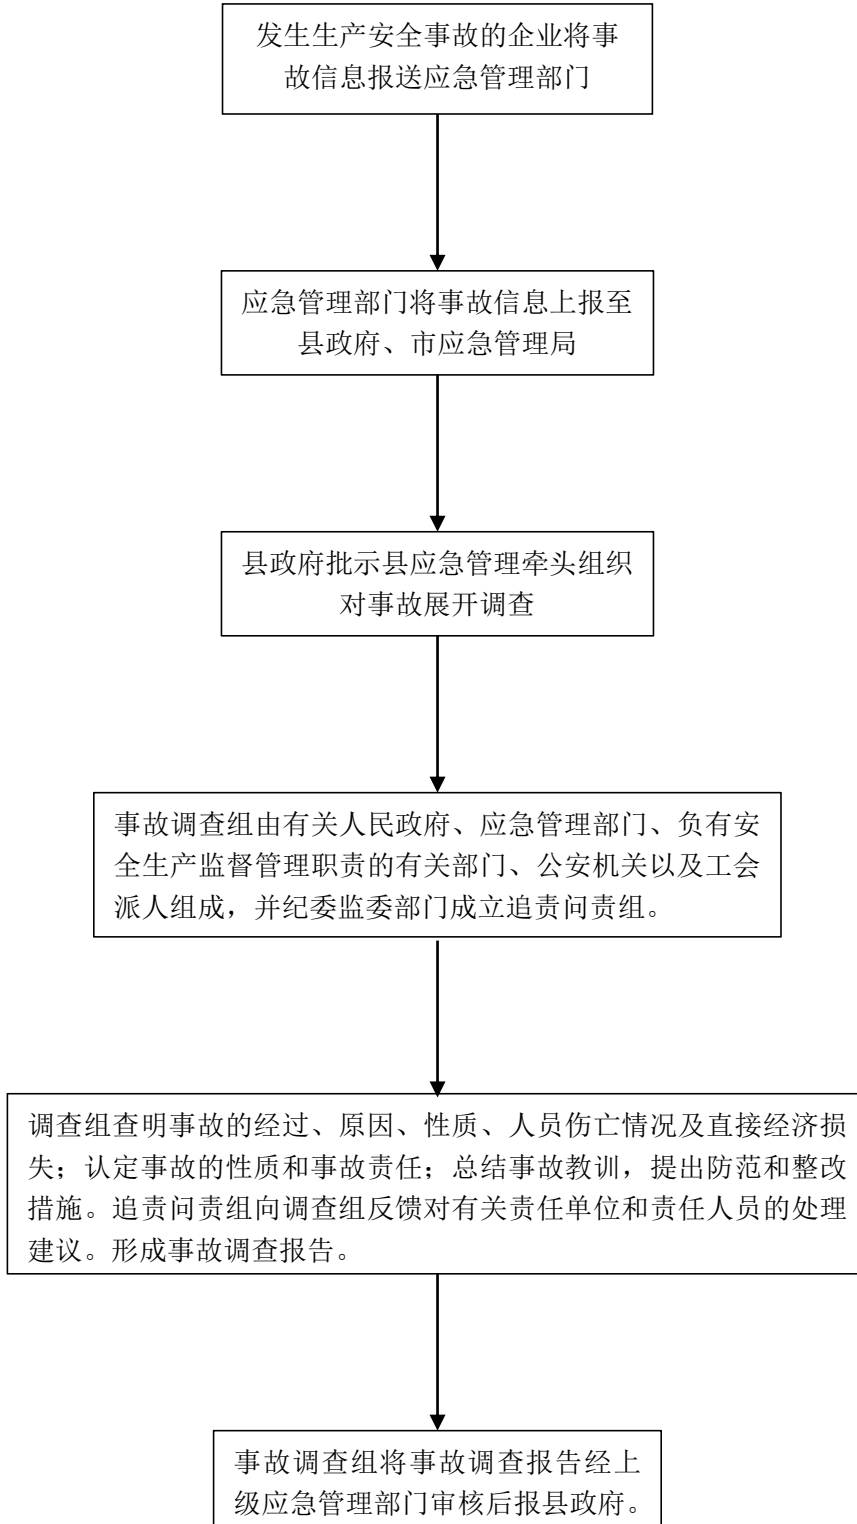 发生生产安全事故的企业将事
故信息报送应急管理部门
应急管理部门将事故信息上报至
县政府、市应急管理局
县政府批示县应急管理牵头组织
对事故展开调查
事故调查组由有关人民政府、应急管理部门、负有安
全生产监督管理职责的有关部门、公安机关以及工会
派人组成，并纪委监委部门成立追责问责组。
调查组查明事故的经过、原因、性质、人员伤亡情况及直接经济损
失；认定事故的性质和事故责任；总结事故教训，提出防范和整改
措施。追责问责组向调查组反馈对有关责任单位和责任人员的处理
建议。形成事故调查报告。
事故调查组将事故调查报告经上
级应急管理部门审核后报县政府。